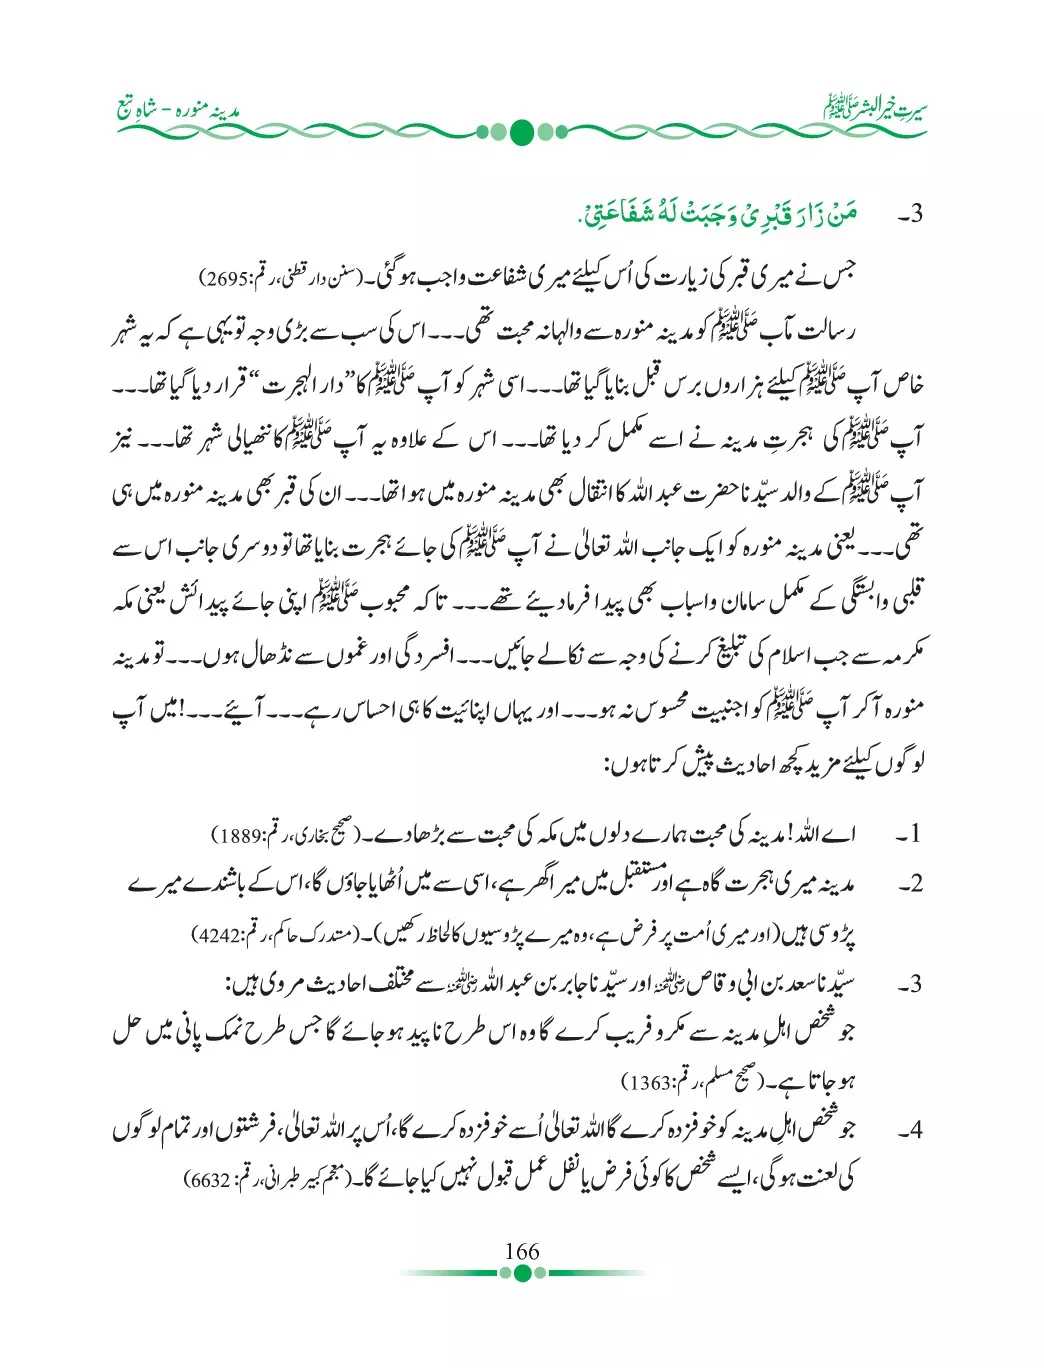 سیرتِ خیر البشر ﷺ
مدینہ منورہ - شاہِ تبع
3۔ مَنْ زَارَ قَبْرِیْ وَجَبَتْ لَهُ شَفَاعَتِیْ.
جس نے میری قبر کی زیارت کی اُس کیلئے میری شفاعت واجب ہو گئی۔ (سنن دار قطنی، رقم: 2695)
رسالت مآب ﷺ کو مدینہ منورہ سے والہانہ محبت تھی۔۔۔ اس کی سب سے بڑی وجہ تو یہی ہے کہ یہ شہر
خاص آپ ﷺ کیلئے ہزاروں برس قبل بنایا گیا تھا۔۔۔ اسی شہر کو آپ ﷺ کا ”دار الہجرت“ قرار دیا گیا تھا۔۔۔
آپ ﷺ کی ہجرتِ مدینہ نے اسے مکمل کر دیا تھا۔۔۔ اس کے علاوہ یہ آپ ﷺ کا ننھیالی شہر تھا۔۔۔ نیز
آپ ﷺ کے والد سیّدنا حضرت عبد اللہ کا انتقال بھی مدینہ منورہ میں ہوا تھا۔۔۔ ان کی قبر بھی مدینہ منورہ میں ہی
تھی۔۔۔ یعنی مدینہ منورہ کو ایک جانب اللہ تعالیٰ نے آپ ﷺ کی جائے ہجرت بنایا تھا تو دوسری جانب اس سے
قلبی وابستگی کے مکمل سامان واسباب بھی پیدا فرما دیئے تھے۔۔۔ تا کہ محبوب ﷺ اپنی جائے پیدائش یعنی مکہ
مکرمہ سے جب اسلام کی تبلیغ کرنے کی وجہ سے نکالے جائیں۔۔۔ افسردگی اور غموں سے نڈھال ہوں۔۔۔ تو مدینہ
منورہ آ کر آپ ﷺ کو اجنبیت محسوس نہ ہو۔۔۔ اور یہاں اپنائیت کا ہی احساس رہے۔۔۔ آیئے۔۔۔! میں آپ
لوگوں کیلئے مزید کچھ احادیث پیش کرتا ہوں:
1۔ اے اللہ! مدینہ کی محبت ہمارے دلوں میں مکہ کی محبت سے بڑھا دے۔ (صحیح بخاری، رقم: 1889)
2۔ مدینہ میری ہجرت گاہ ہے اور مستقبل میں میرا گھر ہے، اسی سے میں اُٹھایا جاؤں گا، اس کے باشندے میرے
پڑوسی ہیں (اور میری اُمت پر فرض ہے، وہ میرے پڑوسیوں کا لحاظ رکھیں)۔ (مستدرک حاکم، رقم: 4242)
3۔ سیّدنا سعد بن ابی وقاص رضی اللہ عنہ اور سیّدنا جابر بن عبد اللہ رضی اللہ عنہ سے مختلف احادیث مروی ہیں:
جو شخص اہلِ مدینہ سے مکر و فریب کرے گا وہ اس طرح ناپید ہو جائے گا جس طرح نمک پانی میں حل
ہو جاتا ہے۔ (صحیح مسلم، رقم: 1363)
4۔ جو شخص اہلِ مدینہ کو خوفزدہ کرے گا اللہ تعالیٰ اُسے خوفزدہ کرے گا، اُس پر اللہ تعالیٰ، فرشتوں اور تمام لوگوں
کی لعنت ہو گی، ایسے شخص کا کوئی فرض یا نفل عمل قبول نہیں کیا جائے گا۔ (معجم کبیر طبرانی، رقم: 6632)
166